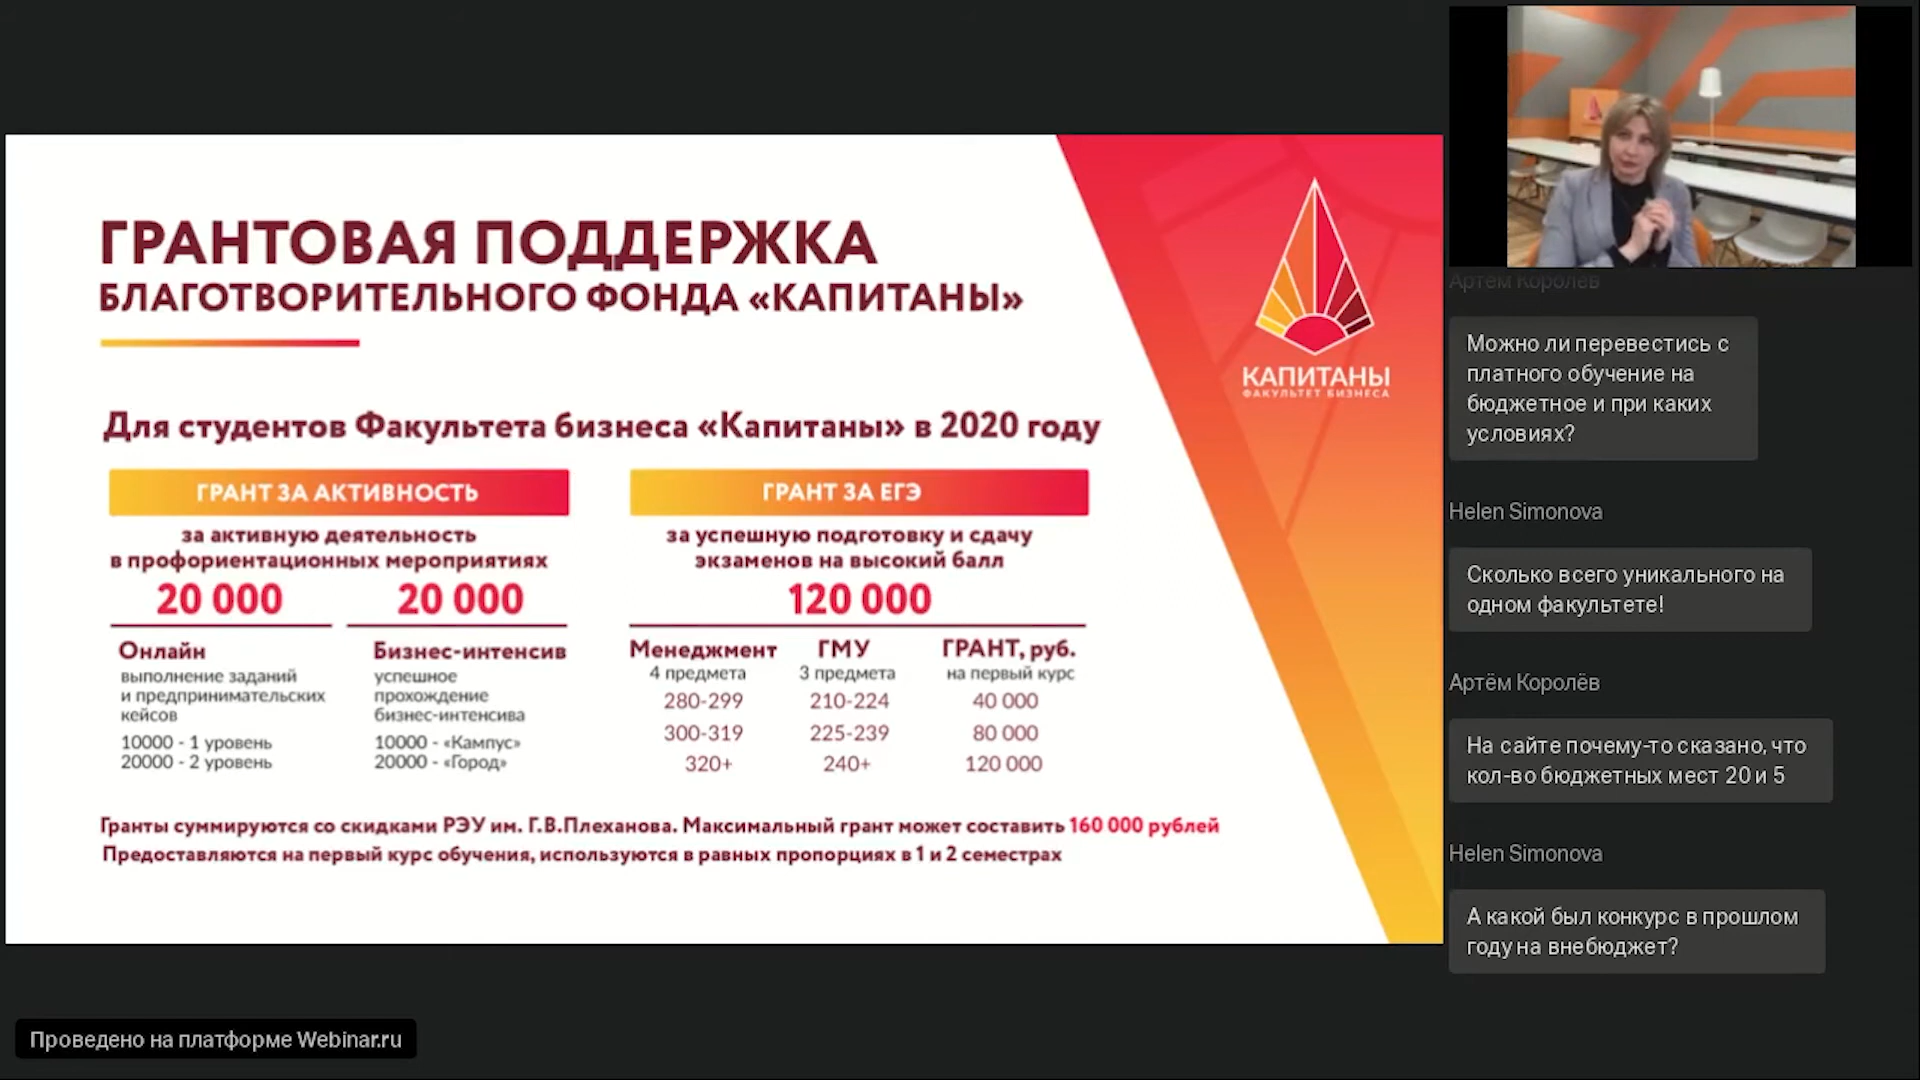 ГРАНТОВАЯ ПОДДЕРЖКА
БЛАГОТВОРИТЕЛЬНОГО ФОНДА «КАПИТАНЫ»
КАПИТАНЫ
ФАКУЛЬТЕТ БИЗНЕСА
Для студентов Факультета бизнеса «Капитаны» в 2020 году
ГРАНТ ЗА АКТИВНОСТЬ
за активную деятельность
в профориентационных мероприятиях
20 000
Онлайн
выполнение заданий
и предпринимательских
кейсов
10000 - 1 уровень
20000 - 2 уровень
20 000
Бизнес-интенсив
успешное
прохождение
бизнес-интенсива
10000 - «Кампус»
20000 - «Город»
ГРАНТ ЗА ЕГЭ
за успешную подготовку и сдачу
экзаменов на высокий балл
120 000
Менеджмент ГМУ ГРАНТ, руб.
4 предмета 3 предмета на первый курс
280-299 210-224 40 000
300-319 225-239 80 000
320+ 240+ 120 000
Гранты суммируются со скидками РЭУ им. Г.В.Плеханова. Максимальный грант может составить 160 000 рублей
Предоставляются на первый курс обучения, используются в равных пропорциях в 1 и 2 семестрах
Артём Королёв
Можно ли перевестись с
платного обучение на
бюджетное и при каких
условиях?
Helen Simonova
Сколько всего уникального на
одном факультете!
Артём Королёв
На сайте почему-то сказано, что
кол-во бюджетных мест 20 и 5
Helen Simonova
А какой был конкурс в прошлом
году на внебюджет?
Проведено на платформе Webinar.ru